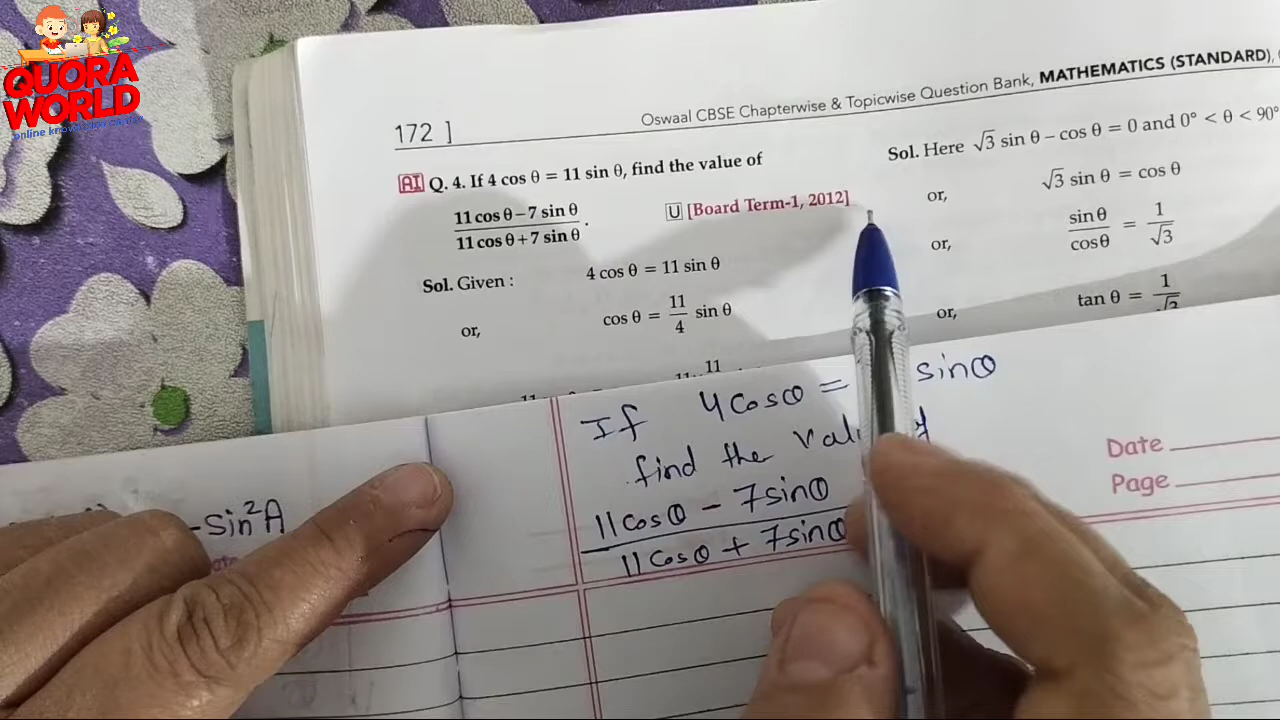 QUORA
WORLD
online knowledge
172 ]
Oswaal CBSE Chapterwise & Topicwise Question Bank, MATHEMATICS (STANDARD),
AI Q. 4. If 4 cos θ = 11 sin θ, find the value of
11 cos θ – 7 sin θ
11 cos θ + 7 sin θ .
U [Board Term-1, 2012]
Sol. Given : 4 cos θ = 11 sin θ
or, cos θ = 11/4 sin θ
11
11
Sol. Here √3 sin θ – cos θ = 0 and 0° < θ < 90°
or, √3 sin θ = cos θ
or, sinθ/cosθ = 1/√3
or, tan θ = 1/√3
If 4cosθ = sinθ
find the
11cosθ - 7sinθ
11cosθ + 7sinθ
- sin²A
Date
Page